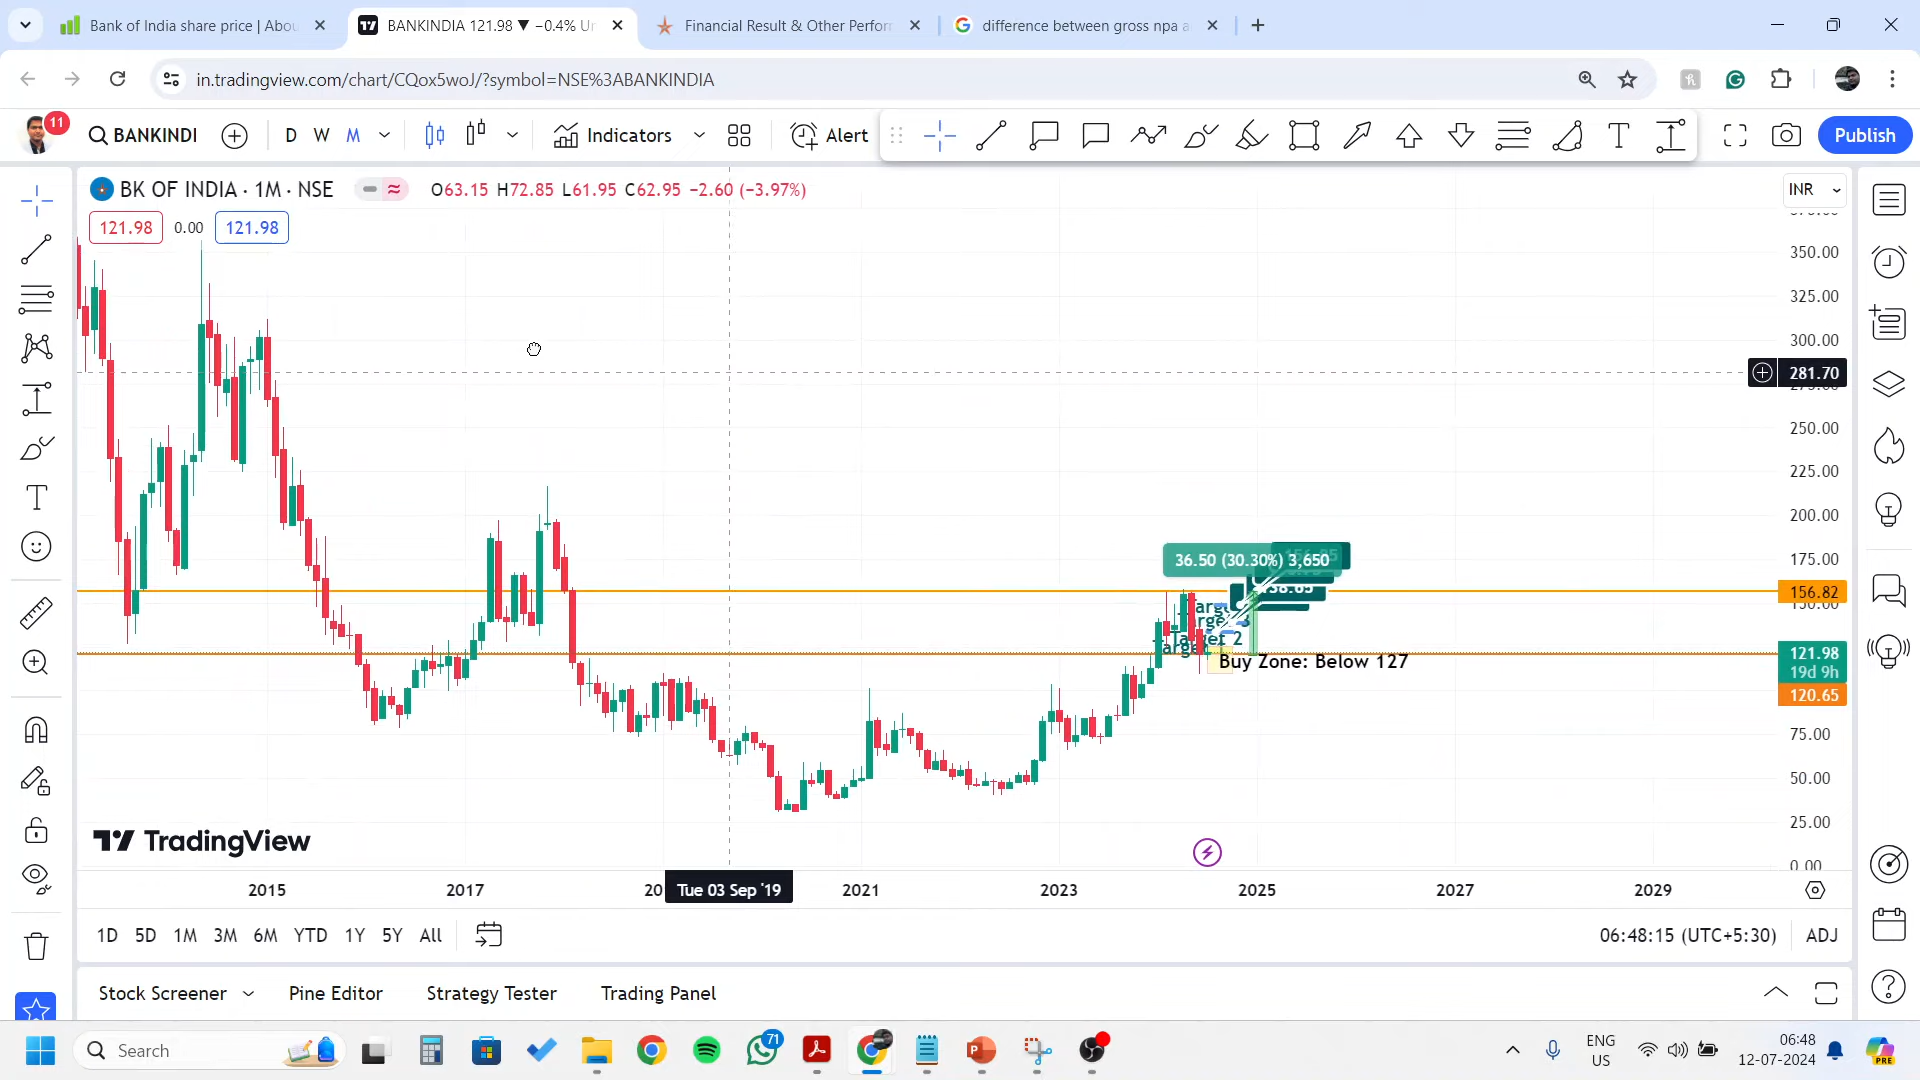 Bank of India share price | Abou
BANKINDIA 121.98 ▼ −0.4% Un
Financial Result & Other Perforn
difference between gross npa a
in.tradingview.com/chart/CQox5woJ/?symbol=NSE%3ABANKINDIA
11
BANKINDI
D W M
Indicators
Alert
Publish
BK OF INDIA · 1M · NSE
O63.15 H72.85 L61.95 C62.95 −2.60 (−3.97%)
INR
121.98 0.00 121.98
350.00
325.00
300.00
281.70
250.00
225.00
200.00
175.00
156.82
121.98
19d 9h
120.65
75.00
50.00
25.00
0.00
36.50 (30.30%) 3,650
Target 2
Buy Zone: Below 127
TradingView
2015
2017
Tue 03 Sep '19
2021
2023
2025
2027
2029
1D 5D 1M 3M 6M YTD 1Y 5Y All
06:48:15 (UTC+5:30) ADJ
Stock Screener
Pine Editor
Strategy Tester
Trading Panel
Search
71
ENG
US
06:48
12-07-2024
PRE